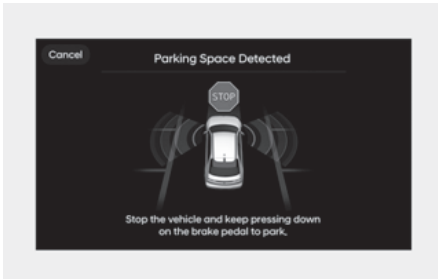 Cancel
Parking Space Detected
STOP
Stop the vehicle and keep pressing down
on the brake pedal to park.